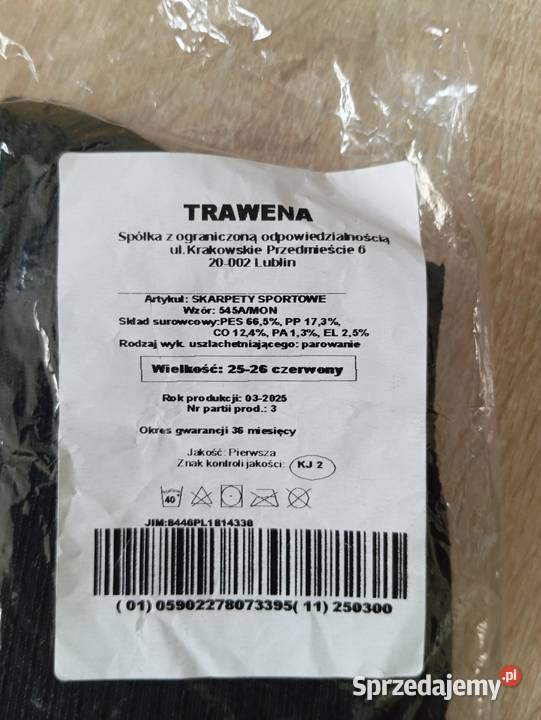 TRAWENA
Spółka z ograniczoną odpowiedzialnością
ul. Krakowskie Przedmieście 6
20-002 Lublin
Artykuł: SKARPETY SPORTOWE
Wzór: 545A/MON
Skład surowcowy: PES 66,5%, PP 17,3%,
CO 12,4%, PA 1,3%, EL 2,5%
Rodzaj wyk. uszlachetniającego: parowanie
Wielkość: 25-26 czerwony
Rok produkcji: 03-2025
Nr partii prod.: 3
Okres gwarancji 36 miesięcy
Jakość: Pierwsza
Znak kontroli jakości: KJ 2
40°
JIM:8440PL1814330
(01)05902278073395(11)250300
Sprzedajemy.pl